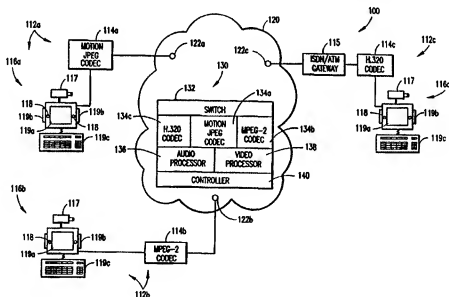 100
120
112a
MOTION
JPEG
CODEC
114a
122a
122c
115
ISDN/ATM
GATEWAY
114c
H.320
CODEC
112c
116a
117
118
119b
119a
118
119b
119c
130
132
134a
SWITCH
134c
H.320
CODEC
MOTION
JPEG
CODEC
MPEG-2
CODEC
134b
136
AUDIO
PROCESSOR
VIDEO
PROCESSOR
138
CONTROLLER
140
117
116c
118
119b
119a
119c
116b
117
118
119b
119a
119c
122b
114b
MPEG-2
CODEC
112b